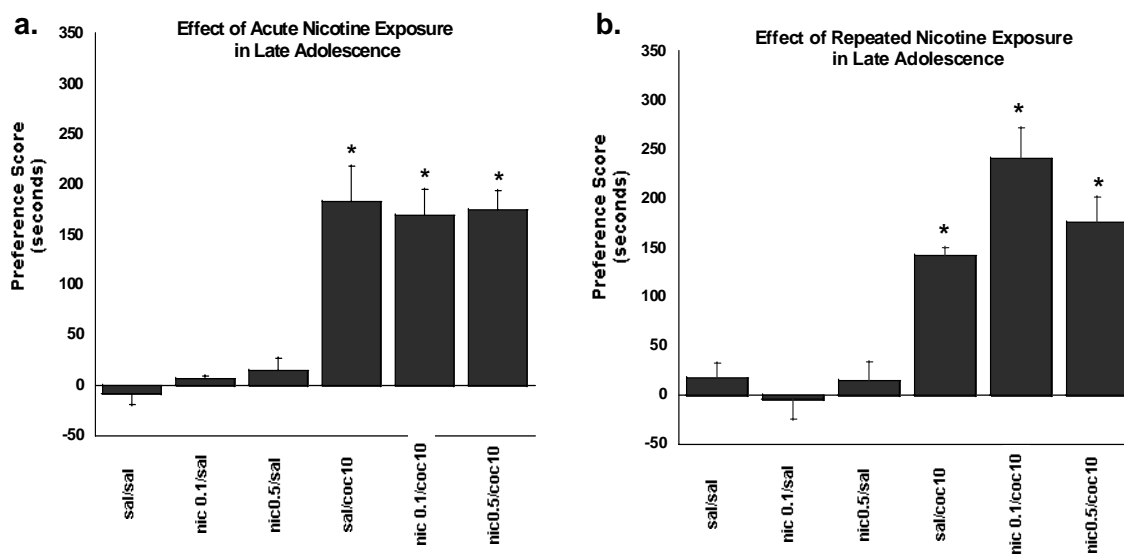 a.
Effect of Acute Nicotine Exposure
in Late Adolescence
Preference Score
(seconds)
350
300
250
200
150
100
50
0
-50
*
*
*
sal/sal
nic 0.1/sal
nic0.5/sal
sal/coc10
nic 0.1/coc10
nic0.5/coc10
b.
Effect of Repeated Nicotine Exposure
in Late Adolescence
Preference Score
(seconds)
350
300
250
200
150
100
50
0
-50
*
*
*
sal/sal
nic 0.1/sal
nic0.5/sal
sal/coc10
nic 0.1/coc10
nic0.5/coc10